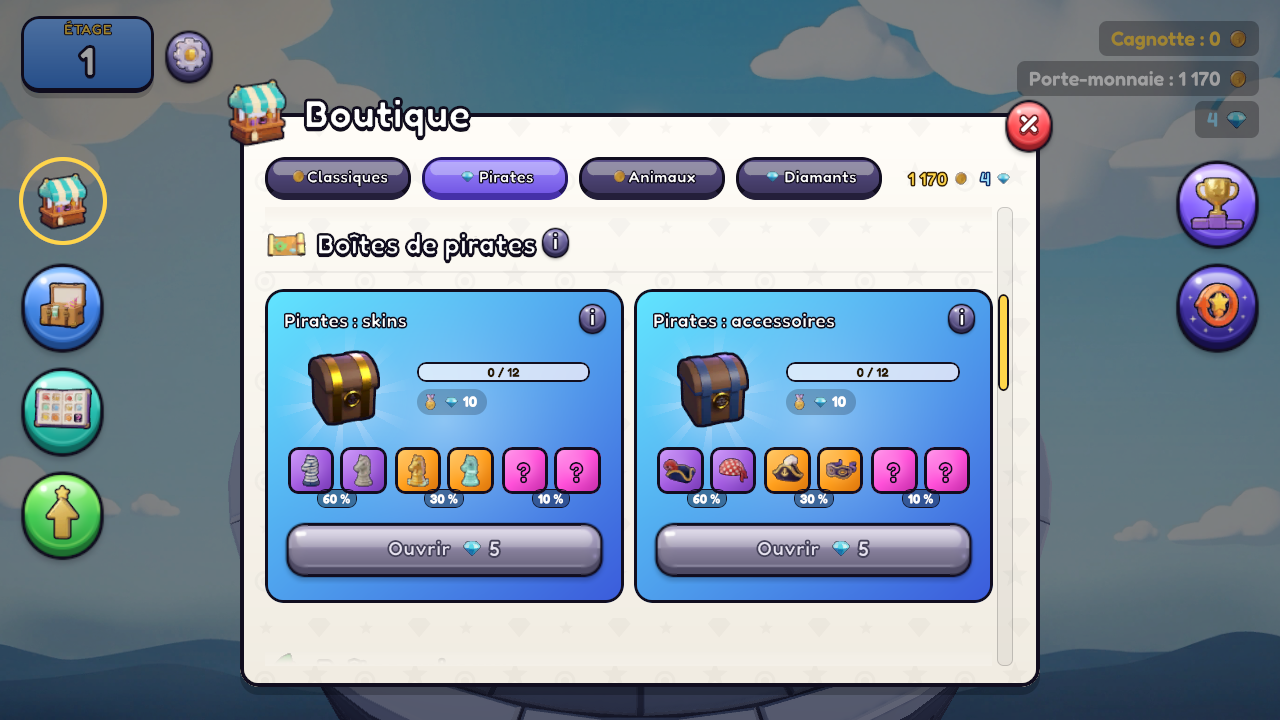 ÉTAGE
1
Cagnotte : 0
Porte-monnaie : 1 170
4
Boutique
Classiques
Pirates
Animaux
Diamants
1 170
4
Boîtes de pirates
i
Pirates : skins
i
0 / 12
10
60 %
30 %
?
?
10 %
Ouvrir 5
Pirates : accessoires
i
0 / 12
10
60 %
30 %
?
?
10 %
Ouvrir 5